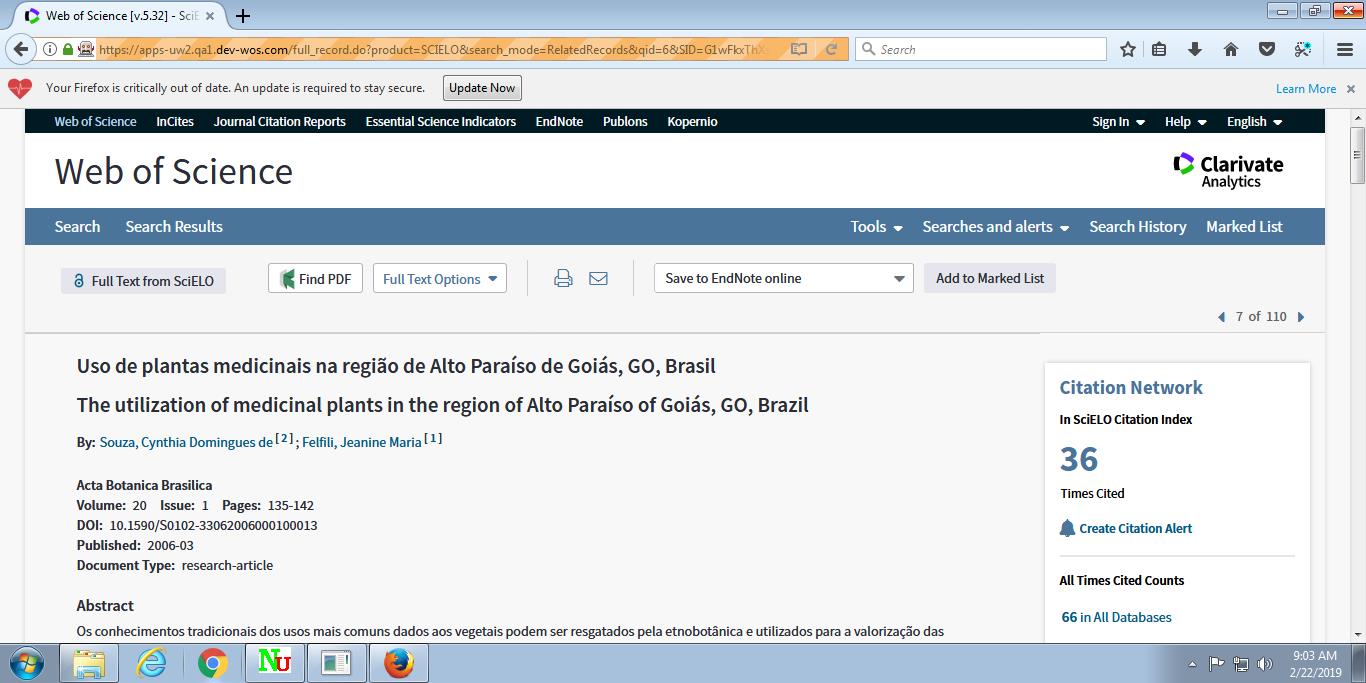 Web of Science [v.5.32] - SciE
https://apps-uw2.qa1.dev-wos.com/full_record.do?product=SCIELO&search_mode=RelatedRecords&qid=6&SID=G1wFkxThX
Search
Your Firefox is critically out of date. An update is required to stay secure.
Update Now
Learn More
Web of Science InCites Journal Citation Reports Essential Science Indicators EndNote Publons Kopernio
Sign In Help English
Web of Science
Clarivate
Analytics
Search Search Results
Tools Searches and alerts Search History Marked List
Full Text from SciELO
Find PDF
Full Text Options
Save to EndNote online
Add to Marked List
7 of 110
Uso de plantas medicinais na região de Alto Paraíso de Goiás, GO, Brasil
The utilization of medicinal plants in the region of Alto Paraíso of Goiás, GO, Brazil
By: Souza, Cynthia Domingues de [2] ; Felfili, Jeanine Maria [1]
Acta Botanica Brasilica
Volume: 20 Issue: 1 Pages: 135-142
DOI: 10.1590/S0102-33062006000100013
Published: 2006-03
Document Type: research-article
Abstract
Os conhecimentos tradicionais dos usos mais comuns dados aos vegetais podem ser resgatados pela etnobotânica e utilizados para a valorização das
Citation Network
In SciELO Citation Index
36
Times Cited
Create Citation Alert
All Times Cited Counts
66 in All Databases
NU
9:03 AM
2/22/2019